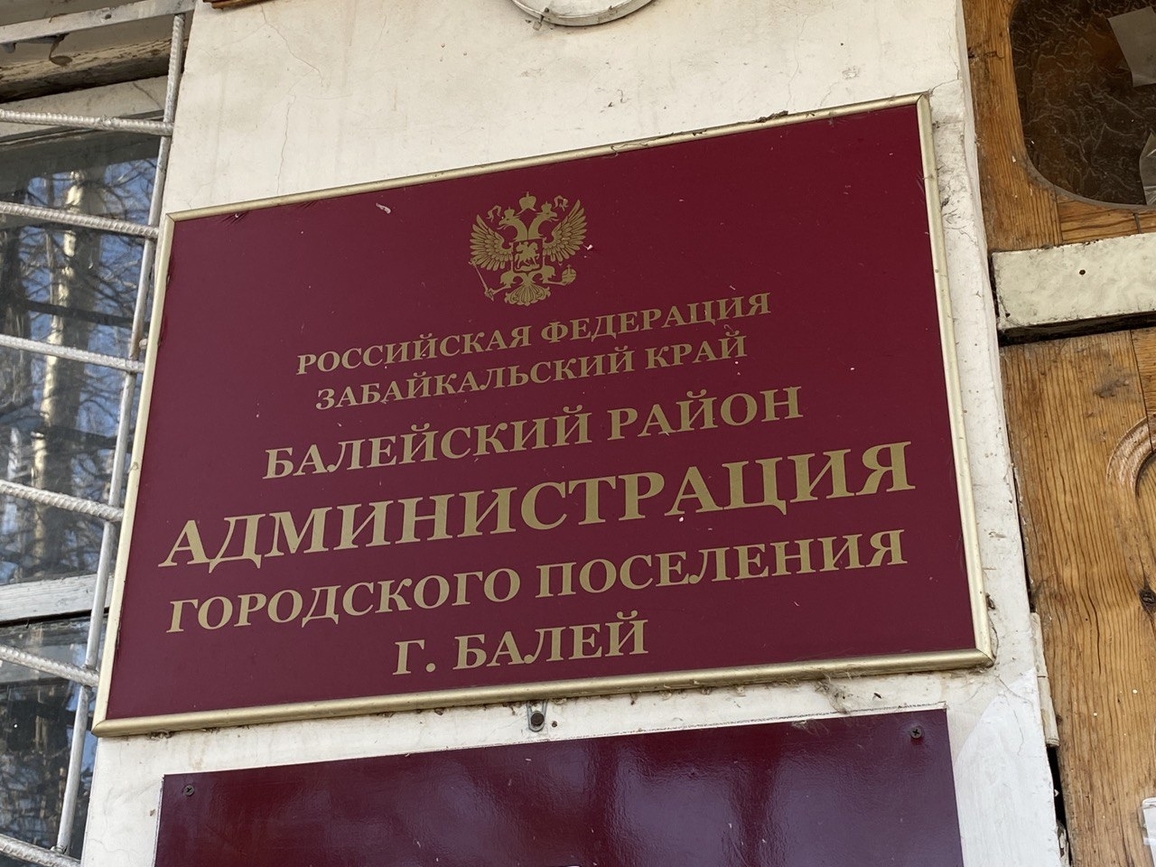 РОССИЙСКАЯ ФЕДЕРАЦИЯ
ЗАБАЙКАЛЬСКИЙ КРАЙ
БАЛЕЙСКИЙ РАЙОН
АДМИНИСТРАЦИЯ
ГОРОДСКОГО ПОСЕЛЕНИЯ
Г. БАЛЕЙ